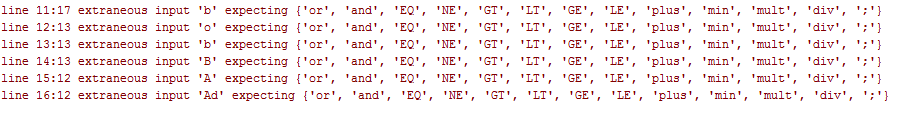 line 11:17 extraneous input 'b' expecting {'or', 'and', 'EQ', 'NE', 'GT', 'LT', 'GE', 'LE', 'plus', 'min', 'mult', 'div', ';'}
line 12:13 extraneous input 'o' expecting {'or', 'and', 'EQ', 'NE', 'GT', 'LT', 'GE', 'LE', 'plus', 'min', 'mult', 'div', ';'}
line 13:13 extraneous input 'b' expecting {'or', 'and', 'EQ', 'NE', 'GT', 'LT', 'GE', 'LE', 'plus', 'min', 'mult', 'div', ';'}
line 14:13 extraneous input 'B' expecting {'or', 'and', 'EQ', 'NE', 'GT', 'LT', 'GE', 'LE', 'plus', 'min', 'mult', 'div', ';'}
line 15:12 extraneous input 'A' expecting {'or', 'and', 'EQ', 'NE', 'GT', 'LT', 'GE', 'LE', 'plus', 'min', 'mult', 'div', ';'}
line 16:12 extraneous input 'Ad' expecting {'or', 'and', 'EQ', 'NE', 'GT', 'LT', 'GE', 'LE', 'plus', 'min', 'mult', 'div', ';'}